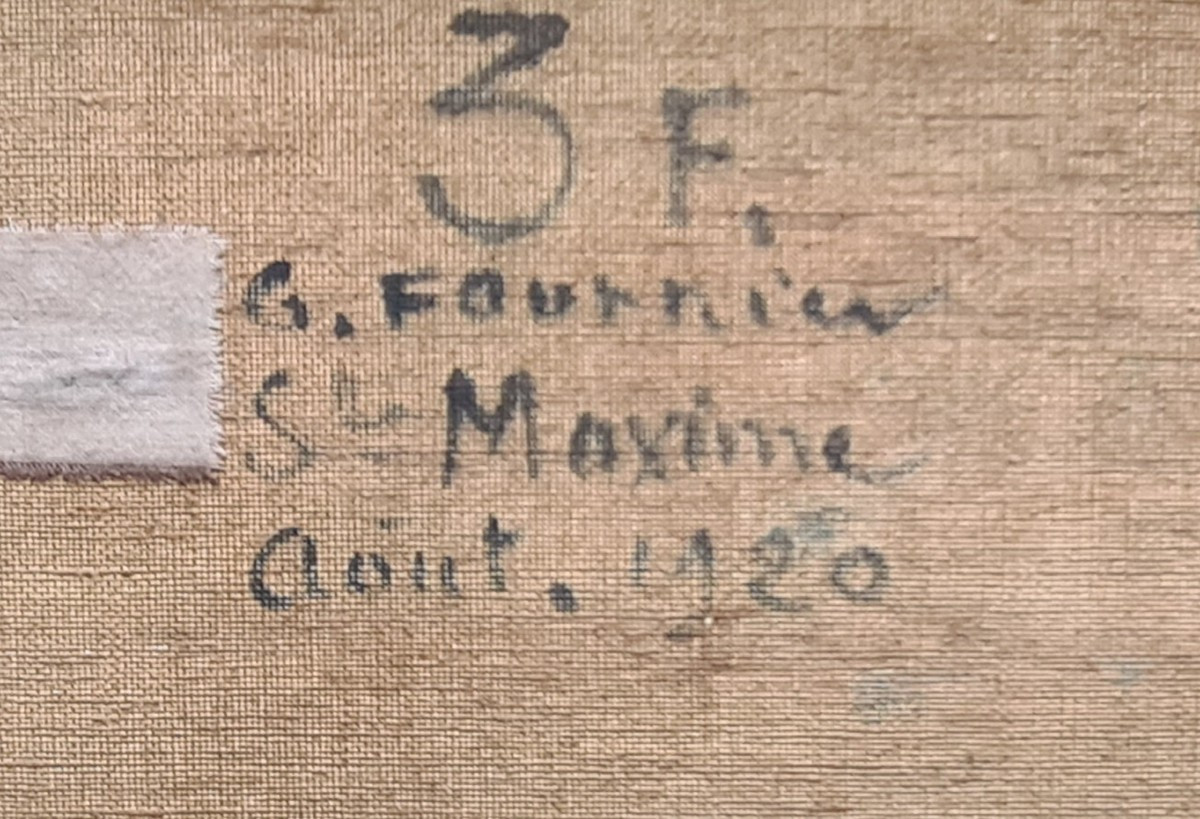 3 F.
G. Fournier
Ste Maxime
Août. 1920